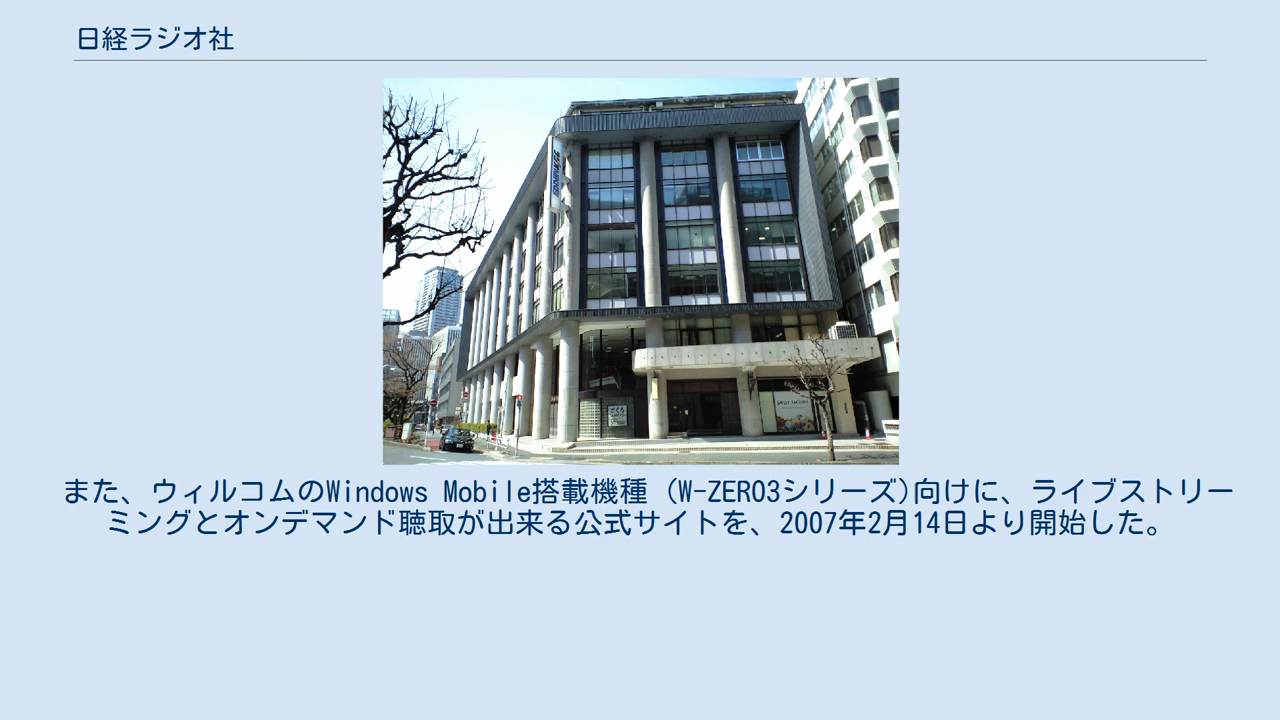 日経ラジオ社
また、ウィルコムのWindows Mobile搭載機種（W-ZERO3シリーズ)向けに、ライブストリー
ミングとオンデマンド聴取が出来る公式サイトを、2007年2月14日より開始した。